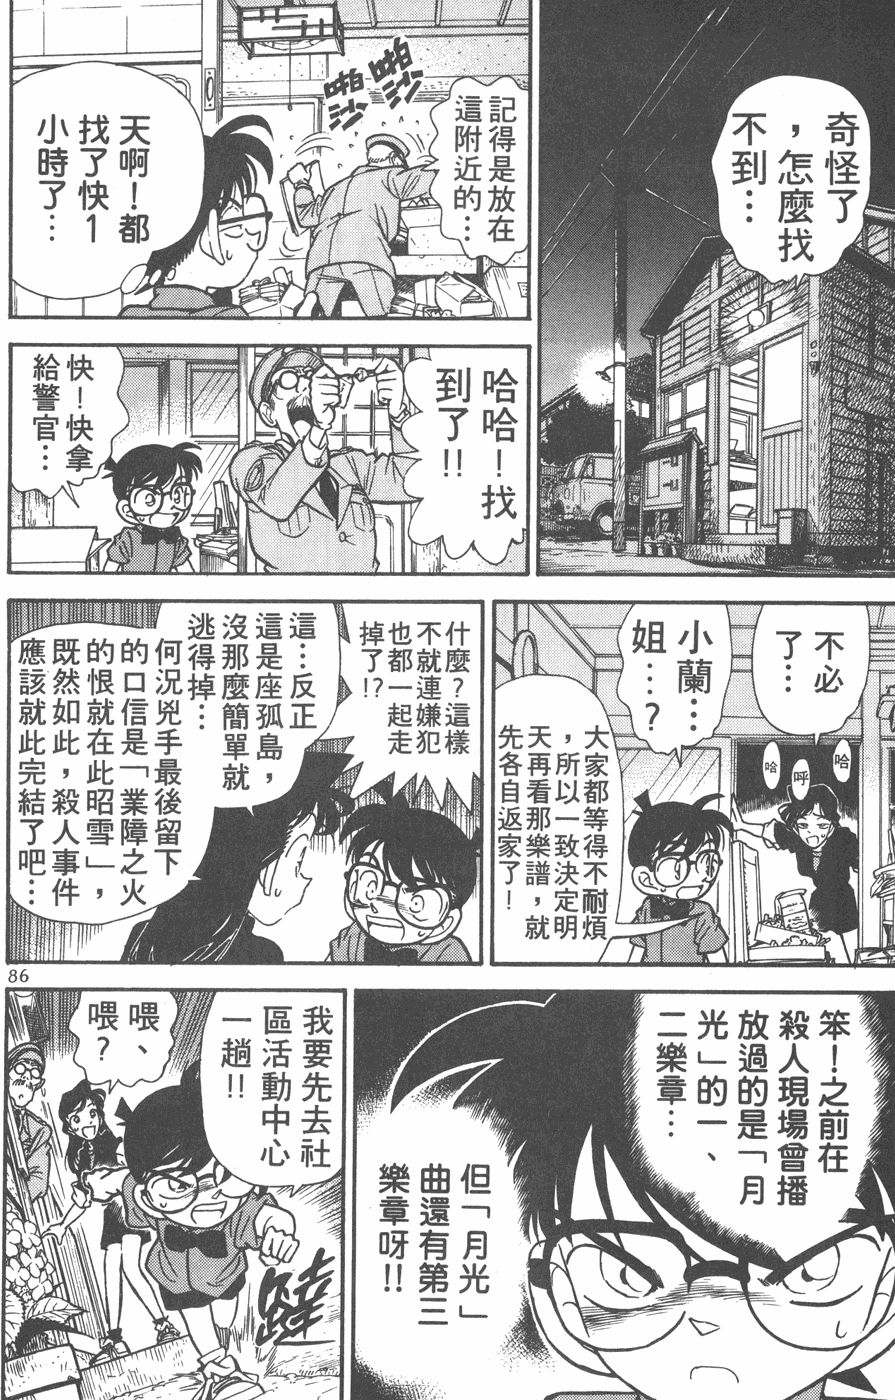 奇怪了
，怎麼找
不到…
記得是放在
這附近的…
啪沙
啪沙
天啊！都
找了快1
小時了…
哈哈！找
到了!!
快！快拿
給警官…
不必
了…
哈
呼
哈
小蘭…
姐…？
大家都等得不耐煩
，所以一致決定明
天再看那樂譜，就
先各自返家了！
什麼？這樣
不就連嫌犯
也都一起走
掉了!?
這…反正
這是座孤島，
沒那麼簡單就
逃得掉…
何況兇手最後留下
的口信是「業障之火
的恨就在此昭雪」，
既然如此，殺人事件
應該就此完結了吧…
86
笨！之前在
殺人現場曾播
放過的是「月
光」的一、
二樂章…
但「月光」
曲還有第三
樂章呀!!
我要先去社
區活動中心
一趟!!
喂、
喂？
躂